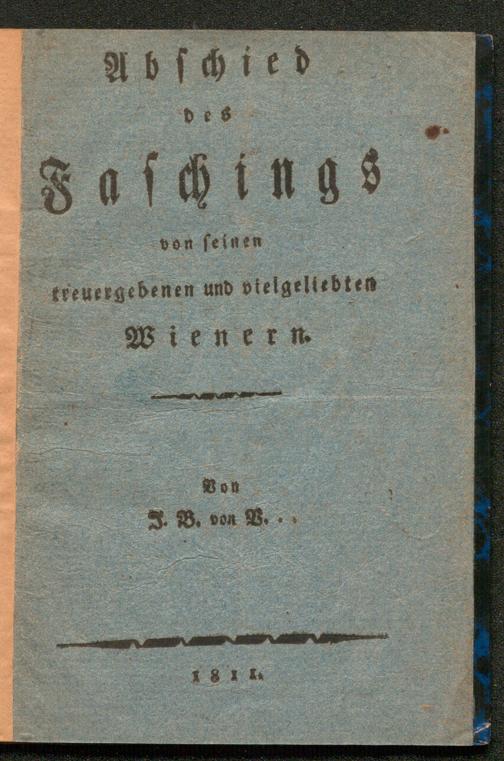 Abschied
des
Faschings
von seinen
treuergebenen und vielgeliebten
Wienern.
Von
J. B. von B. . .
1811.